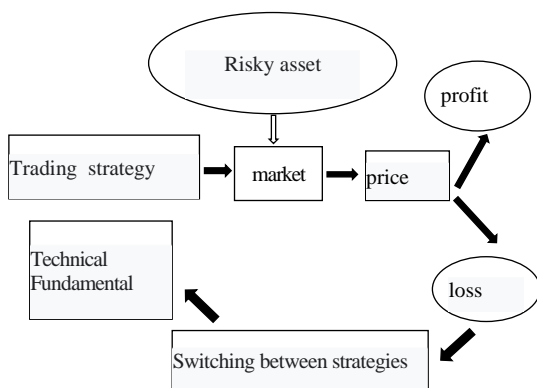 Risky asset
profit
Trading strategy
market
price
Technical
Fundamental
loss
Switching between strategies